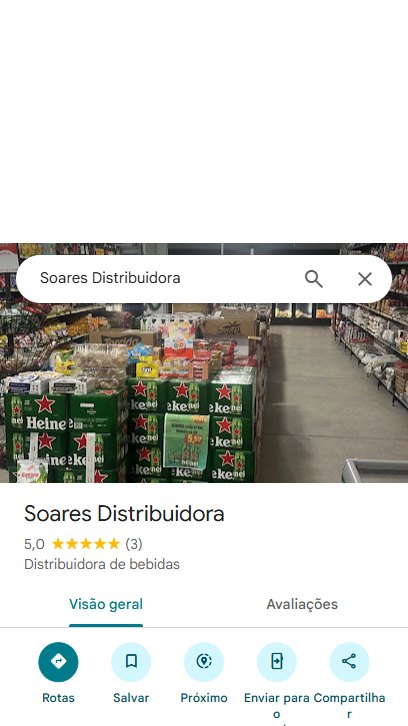 Soares Distribuidora
Heine
5,59
Soares Distribuidora
5,0 (3)
Distribuidora de bebidas
Visão geral
Avaliações
Rotas
Salvar
Próximo
Enviar para o
Compartilhar